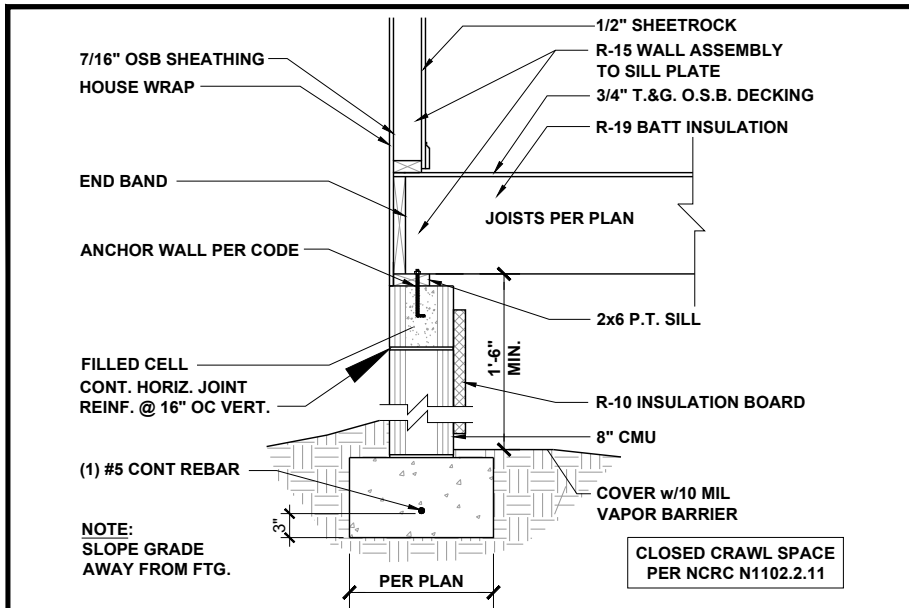 7/16" OSB SHEATHING
HOUSE WRAP
END BAND
ANCHOR WALL PER CODE
FILLED CELL
CONT. HORIZ. JOINT
REINF. @ 16" OC VERT.
(1) #5 CONT REBAR
NOTE:
SLOPE GRADE
AWAY FROM FTG.
3"
PER PLAN
1/2" SHEETROCK
R-15 WALL ASSEMBLY
TO SILL PLATE
3/4" T.&G. O.S.B. DECKING
R-19 BATT INSULATION
JOISTS PER PLAN
2x6 P.T. SILL
1'-6"
MIN.
R-10 INSULATION BOARD
8" CMU
COVER w/10 MIL
VAPOR BARRIER
CLOSED CRAWL SPACE
PER NCRC N1102.2.11